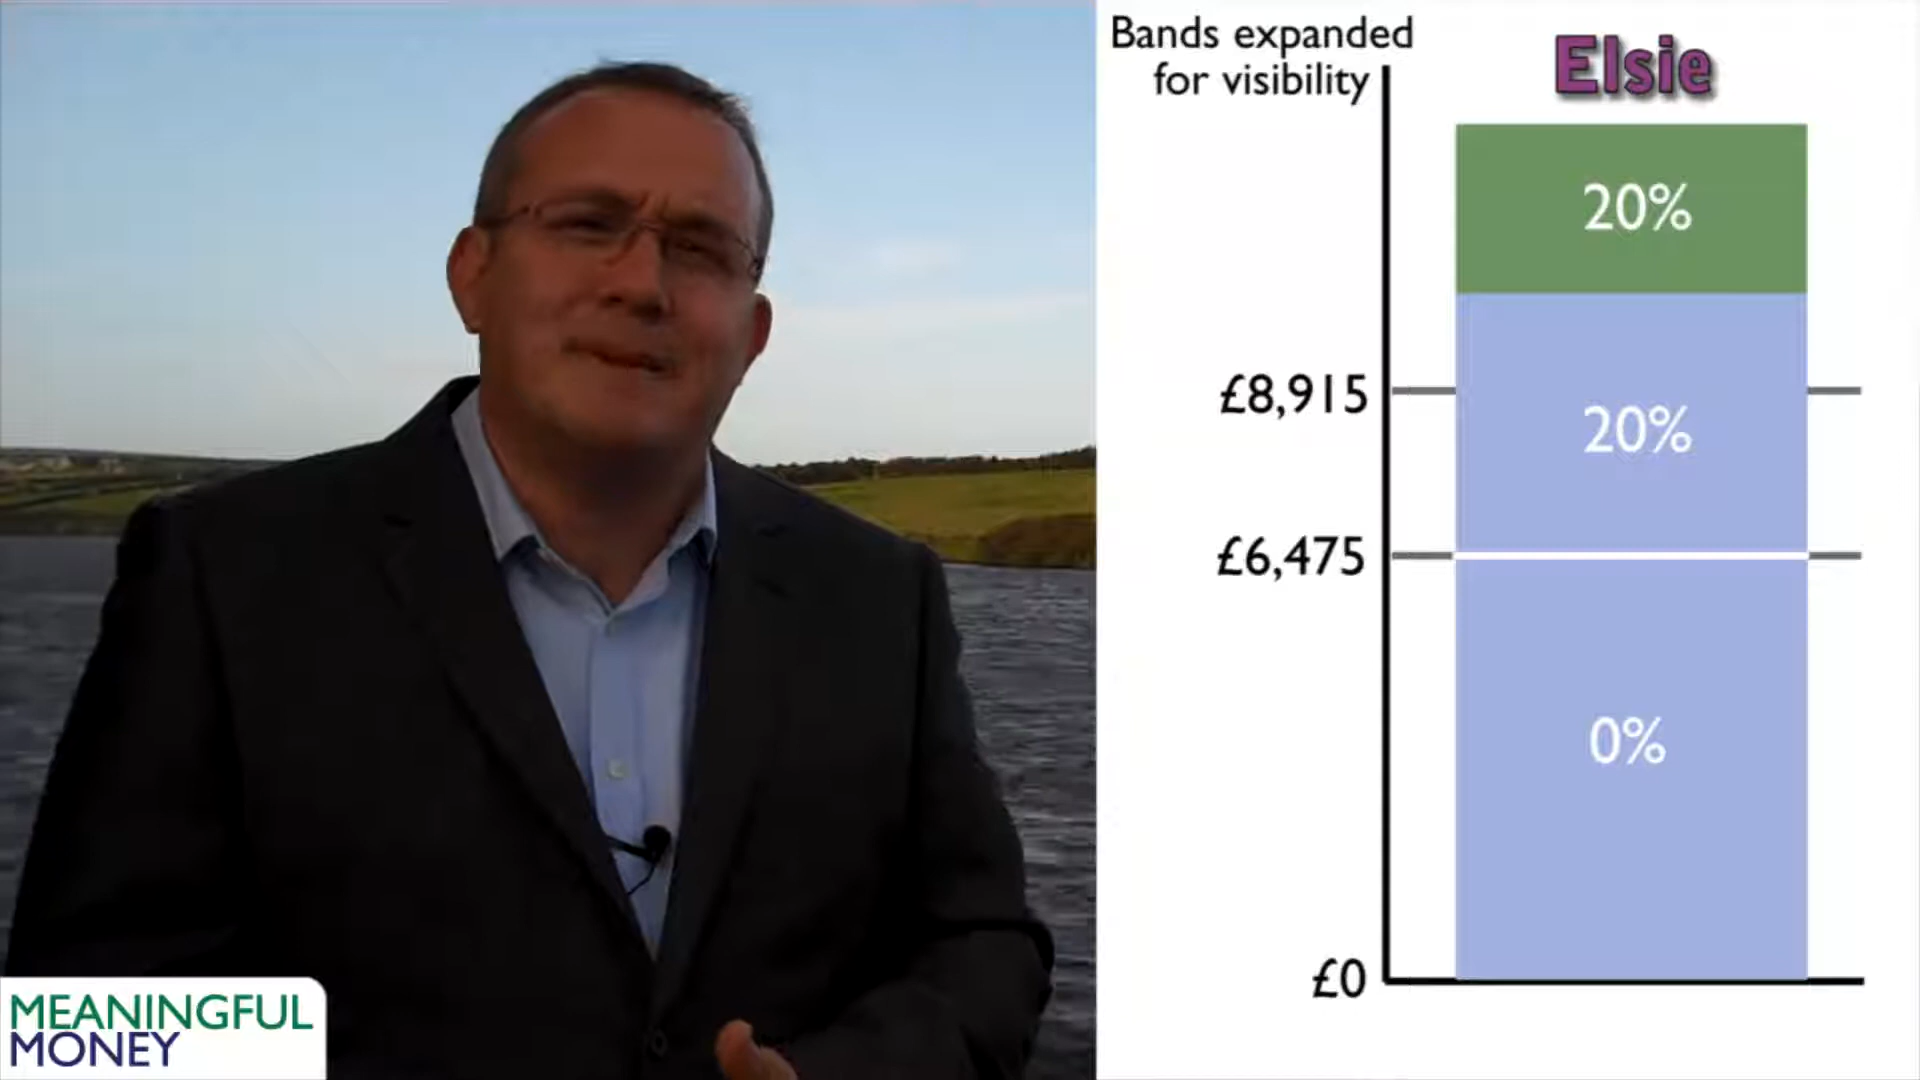 Bands expanded
for visibility
Elsie
20%
£8,915
20%
£6,475
0%
£0
MEANINGFUL
MONEY